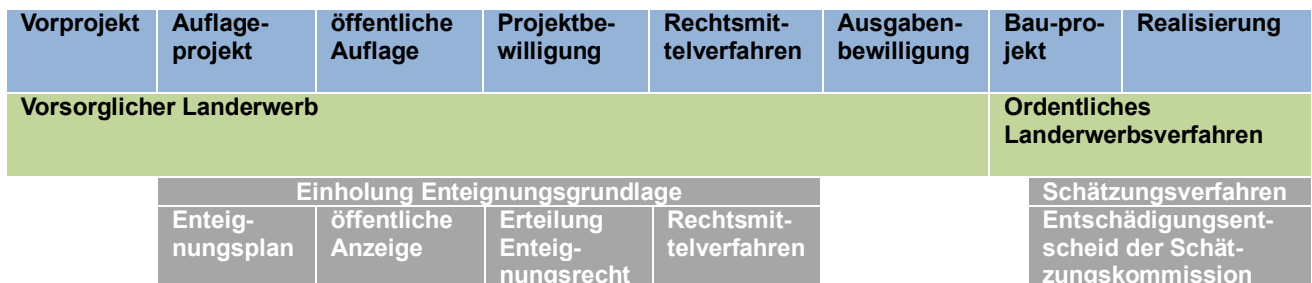 Vorprojekt
Auflage-
projekt
öffentliche
Auflage
Projektbe-
willigung
Rechtsmit-
telverfahren
Ausgaben-
bewilligung
Bau-pro-
jekt
Realisierung
Vorsorglicher Landerwerb
Ordentliches
Landerwerbsverfahren
Einholung Enteignungsgrundlage
Schätzungsverfahren
Enteig-
nungsplan
öffentliche
Anzeige
Erteilung
Enteig-
nungsrecht
Rechtsmit-
telverfahren
Entschädigungsent-
scheid der Schät-
zungskommission